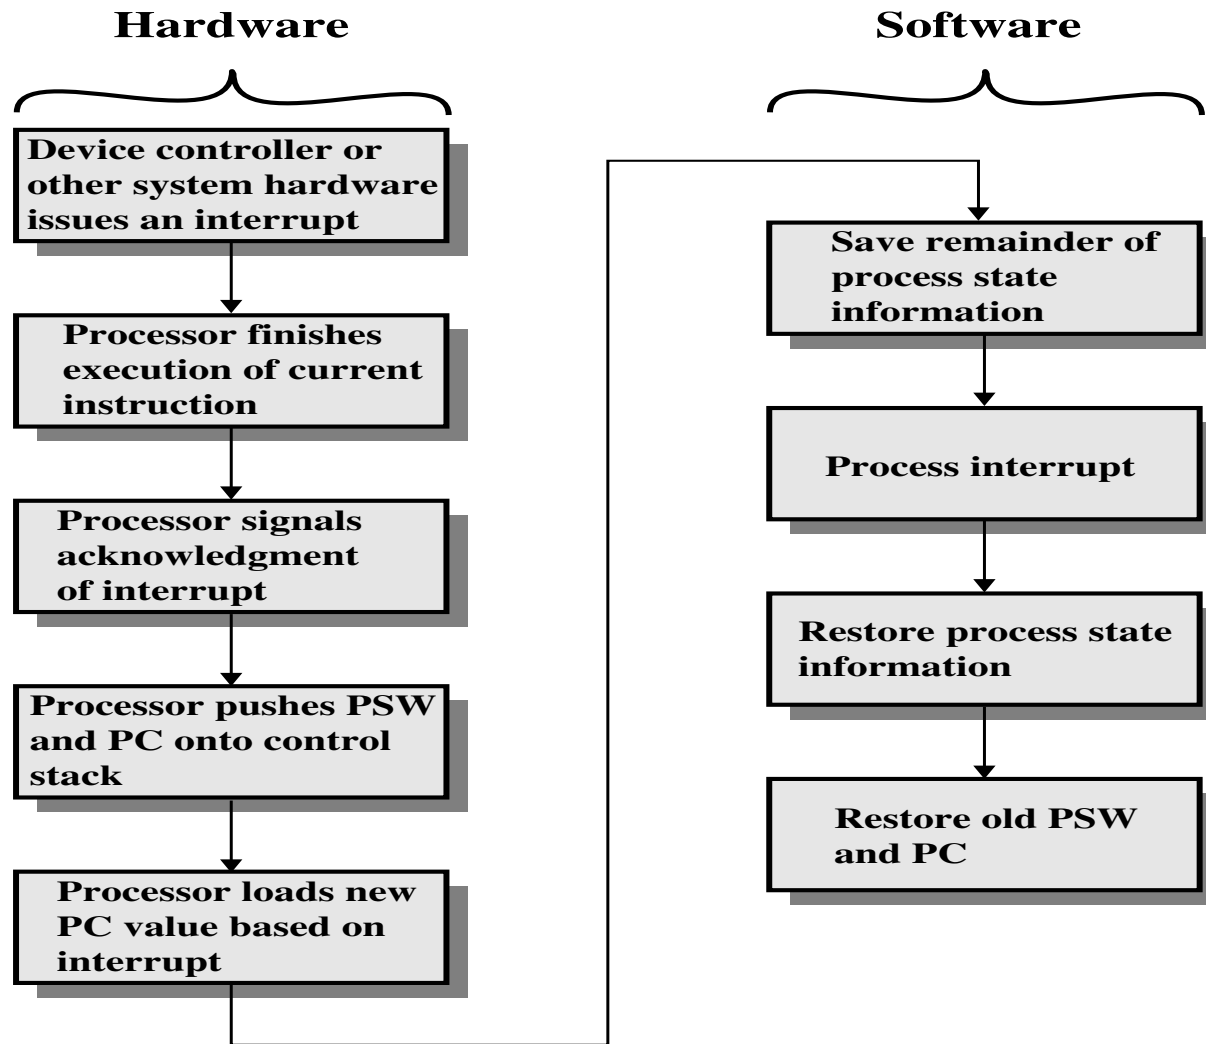 Hardware
Device controller or
other system hardware
issues an interrupt
Processor finishes
execution of current
instruction
Processor signals
acknowledgment
of interrupt
Processor pushes PSW
and PC onto control
stack
Processor loads new
PC value based on
interrupt
Software
Save remainder of
process state
information
Process interrupt
Restore process state
information
Restore old PSW
and PC